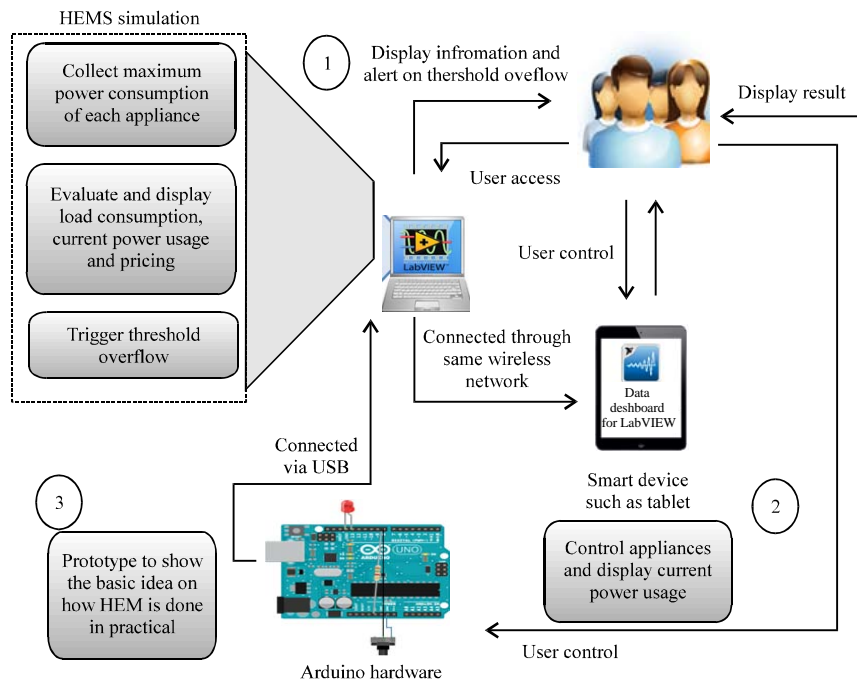 HEMS simulation
Collect maximum
power consumption
of each appliance
Evaluate and display
load consumption,
current power usage
and pricing
Trigger threshold
overflow
1
Display infromation and
alert on thershold oveflow
User access
Display result
LabVIEW
User control
Connected through
same wireless
network
Data
deshboard
for LabVIEW
Smart device
such as tablet
2
Control appliances
and display current
power usage
User control
Connected
via USB
3
Prototype to show
the basic idea on
how HEM is done
in practical
UNO
ARDUINO
Arduino hardware